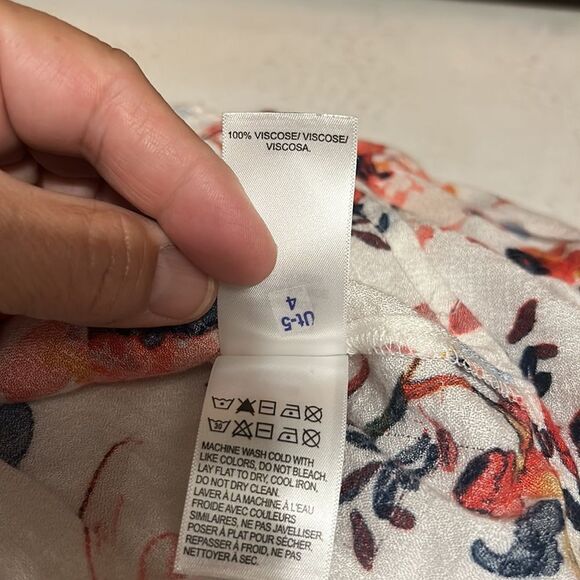 100% VISCOSE/ VISCOSE/
VISCOSA.
Ut-5
4
30
MACHINE WASH COLD WITH
LIKE COLORS, DO NOT BLEACH,
LAY FLAT TO DRY, COOL IRON,
DO NOT DRY CLEAN.
LAVER À LA MACHINE À L'EAU
FROIDE AVEC COULEURS
SIMILAIRES, NE PAS JAVELLISER,
POSER À PLAT POUR SÉCHER,
REPASSER À FROID, NE PAS
NETTOYER À SEC.